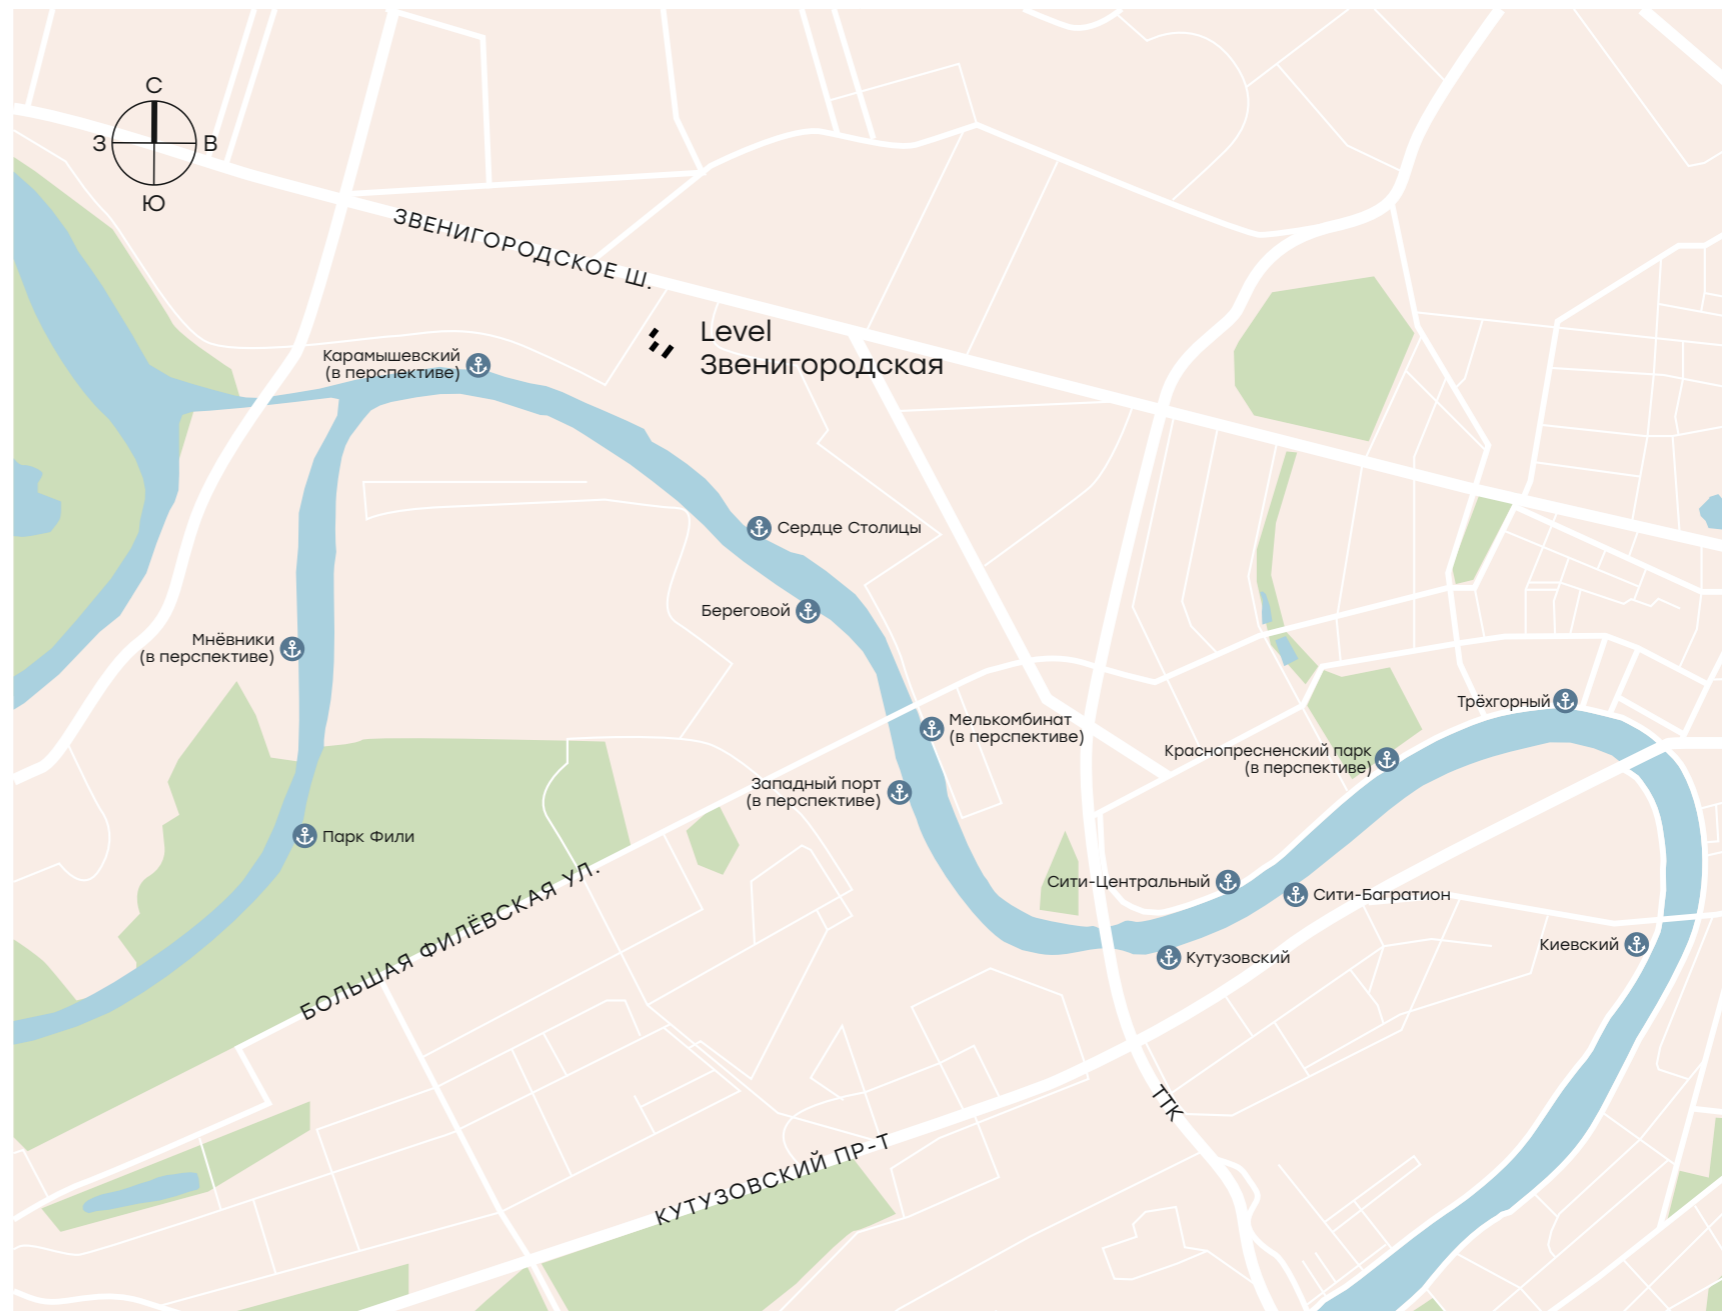 С
З
В
Ю
ЗВЕНИГОРОДСКОЕ Ш.
Level
Звенигородская
Карамышевский
(в перспективе)
Сердце Столицы
Береговой
Мнёвники
(в перспективе)
Трёхгорный
Мелькомбинат
(в перспективе)
Краснопресненский парк
(в перспективе)
Западный порт
(в перспективе)
Парк Фили
Сити-Центральный
Сити-Багратион
БОЛЬШАЯ ФИЛЁВСКАЯ УЛ.
Киевский
Кутузовский
ТТК
КУТУЗОВСКИЙ ПР-Т